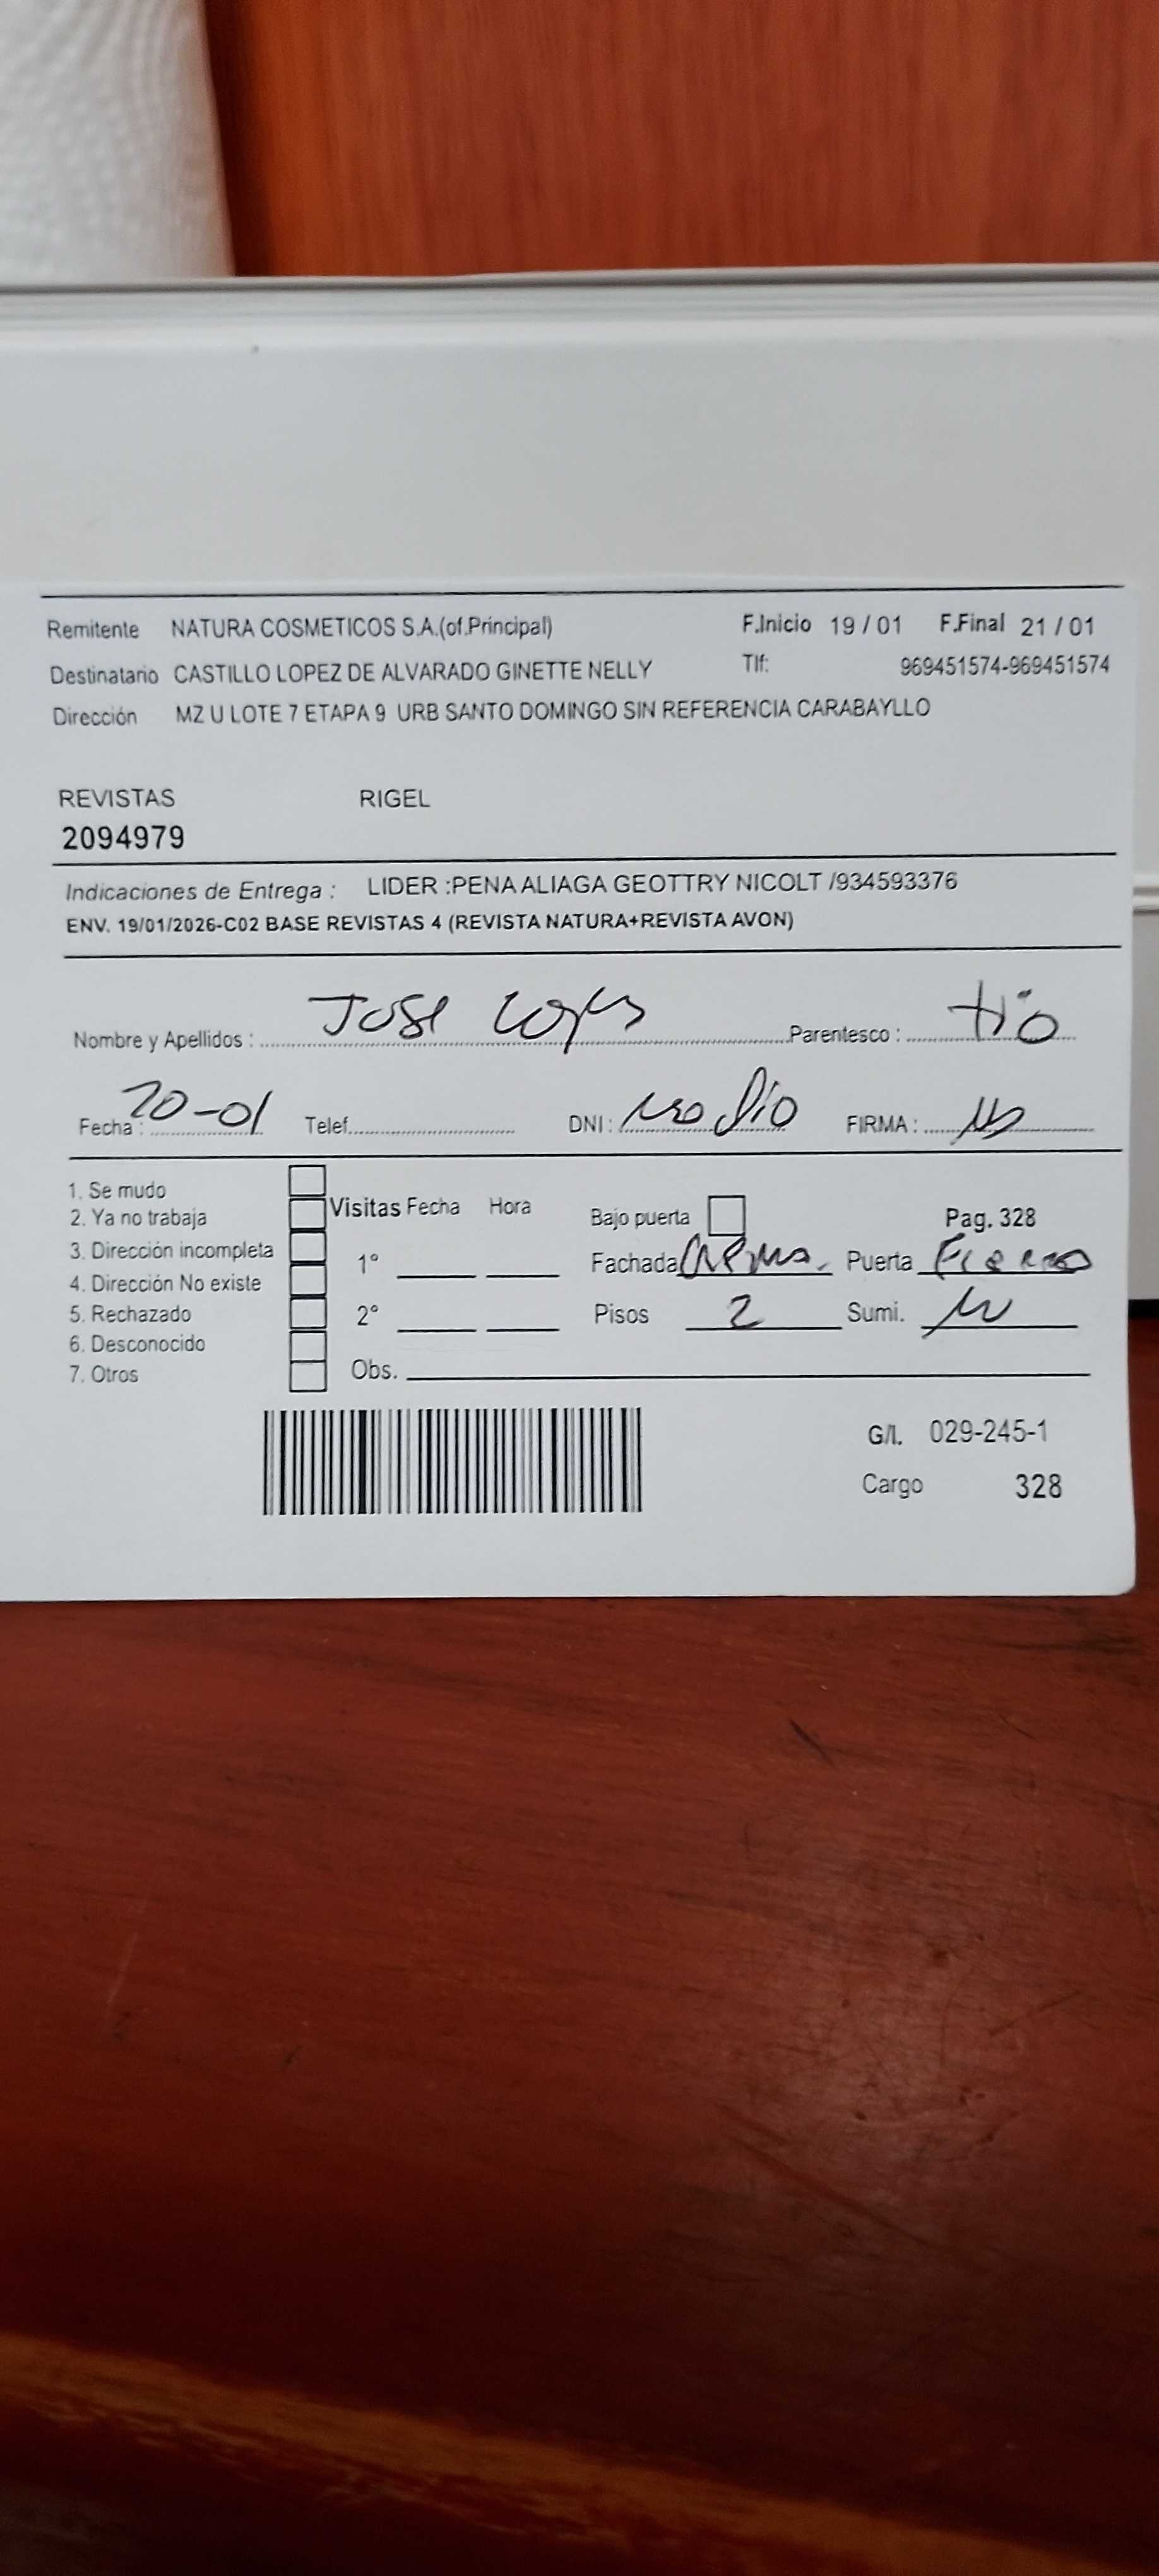 Remitente NATURA COSMETICOS S.A.(of.Principal) F.Inicio 19 / 01 F.Final 21 / 01
Destinatario CASTILLO LOPEZ DE ALVARADO GINETTE NELLY Tlf: 969451574-969451574
Dirección MZ U LOTE 7 ETAPA 9 URB SANTO DOMINGO SIN REFERENCIA CARABAYLLO
REVISTAS RIGEL
2094979
Indicaciones de Entrega : LIDER :PENA ALIAGA GEOTTRY NICOLT /934593376
ENV. 19/01/2026-C02 BASE REVISTAS 4 (REVISTA NATURA+REVISTA AVON)
Nombre y Apellidos : Jose Parentesco : tio
Fecha : 20-01 Telef. DNI : no dio FIRMA :
1. Se mudo
2. Ya no trabaja Visitas Fecha Hora Bajo puerta Pag. 328
3. Dirección incompleta 1° Fachada Crema. Puerta Fierro
4. Dirección No existe
5. Rechazado 2° Pisos 2 Sumi.
6. Desconocido
7. Otros Obs.
G/I. 029-245-1
Cargo 328